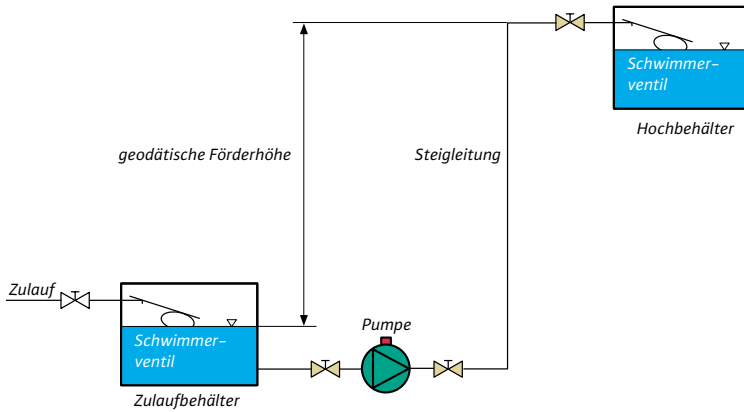 Schwimmer–
ventil
Hochbehälter
geodätische Förderhöhe
Steigleitung
Zulauf
Pumpe
Schwimmer–
ventil
Zulaufbehälter